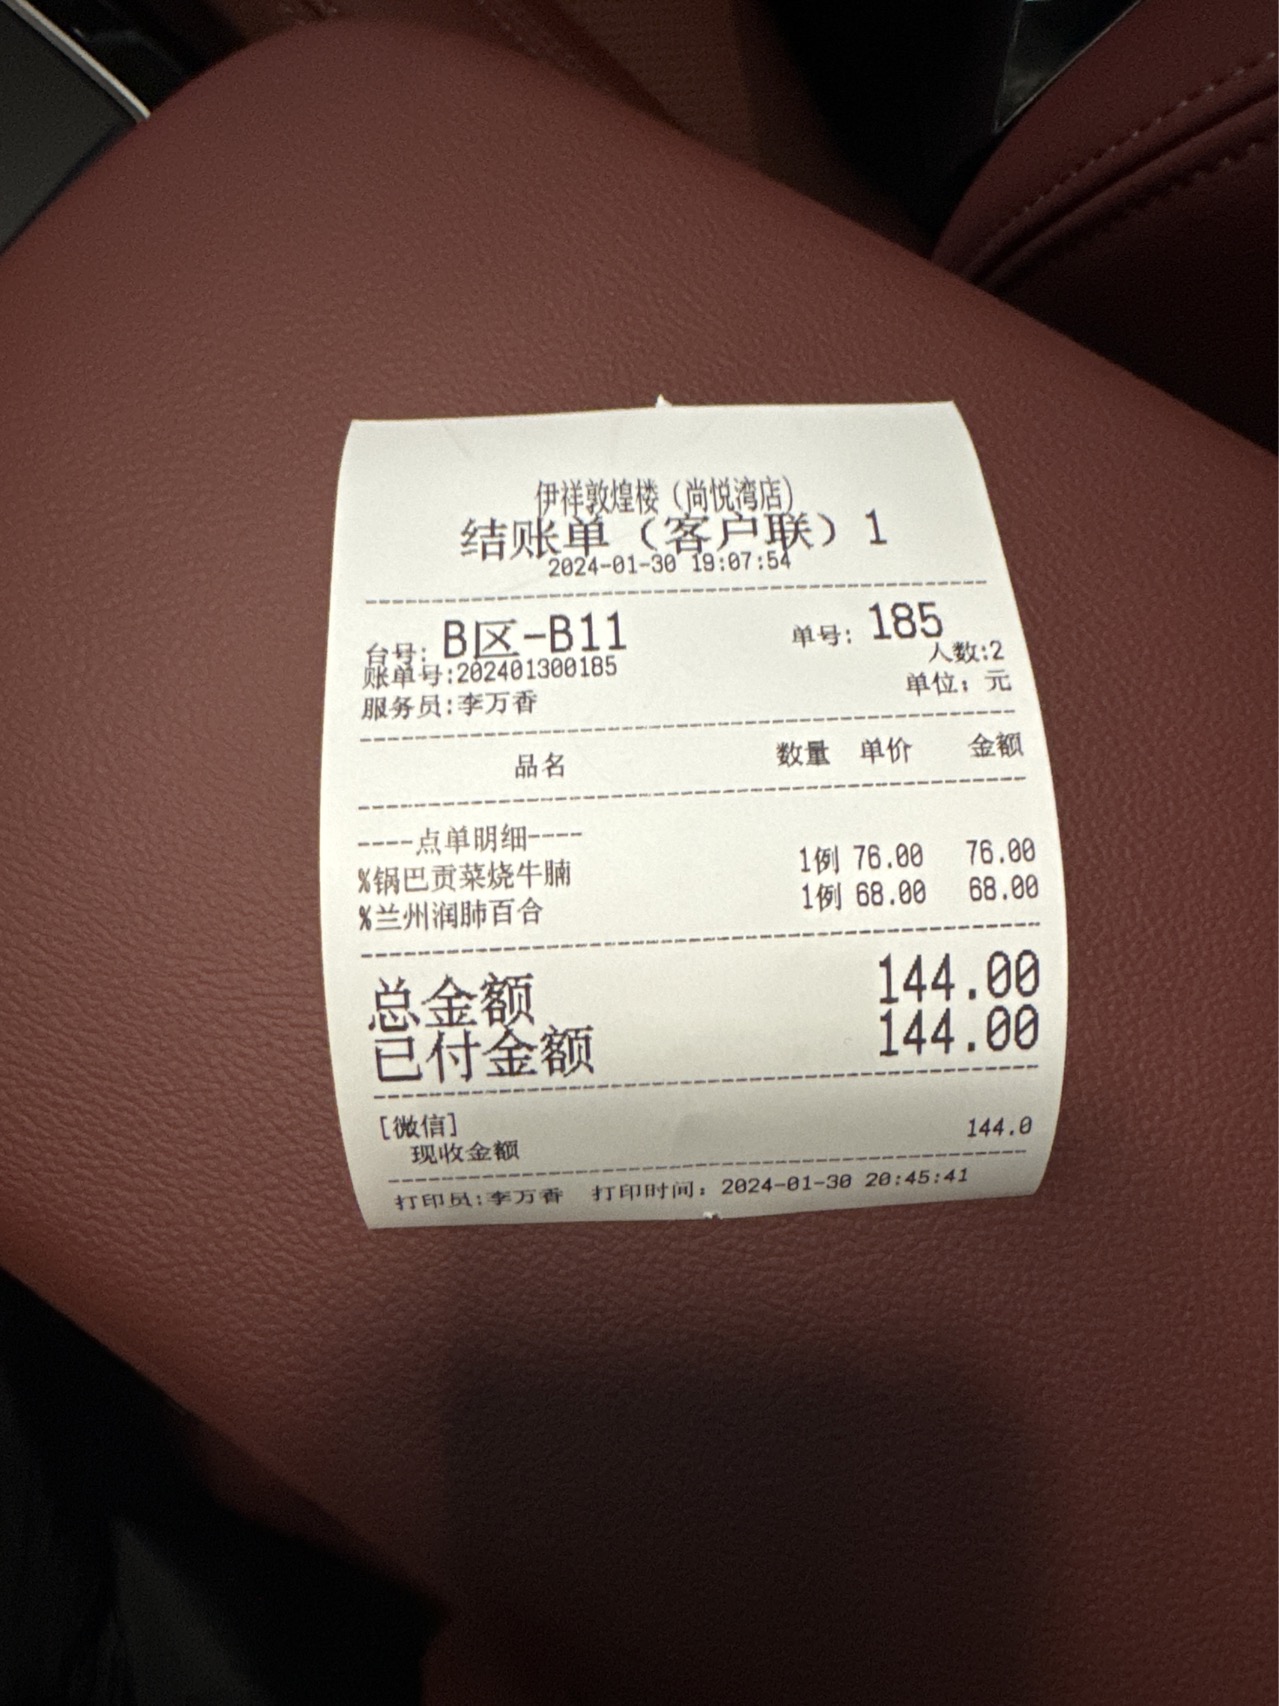 伊祥敦煌楼（尚悦湾店）
结账单（客户联）1
2024-01-30 19:07:54
台号: B区-B11 单号: 185
人数:2
账单号:202401300185
服务员:李万香 单位：元
品名 数量 单价 金额
----点单明细----
%锅巴贡菜烧牛腩 1例 76.00 76.00
%兰州润肺百合 1例 68.00 68.00
总金额 144.00
已付金额 144.00
[微信]
现收金额 144.0
打印员:李万香 打印时间：2024-01-30 20:45:41